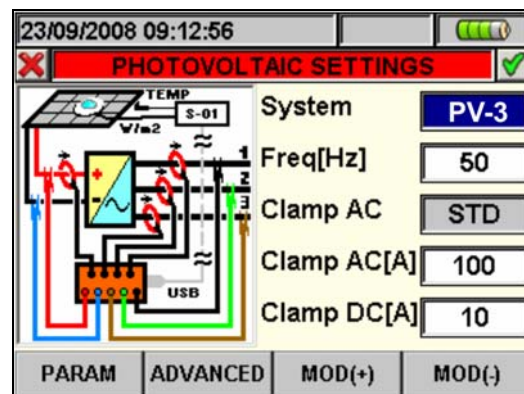 23/09/2008 09:12:56
PHOTOVOLTAIC SETTINGS
TEMP
S-01
W/m2
1
2
3
USB
System PV-3
Freq[Hz] 50
Clamp AC STD
Clamp AC[A] 100
Clamp DC[A] 10
PARAM ADVANCED MOD(+) MOD(-)